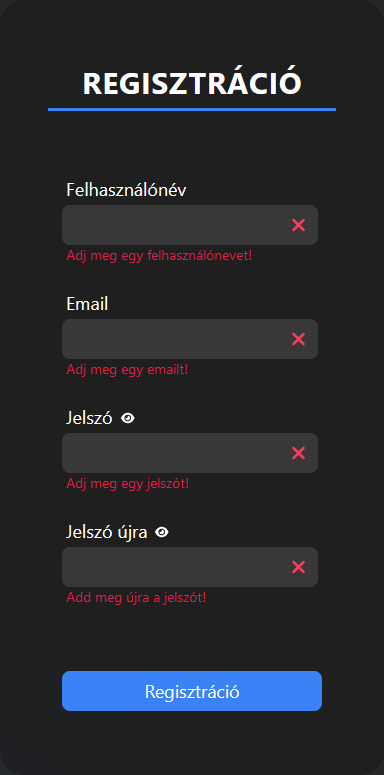 REGISZTRÁCIÓ
Felhasználónév
Adj meg egy felhasználónevet!
Email
Adj meg egy emailt!
Jelszó
Adj meg egy jelszót!
Jelszó újra
Add meg újra a jelszót!
Regisztráció